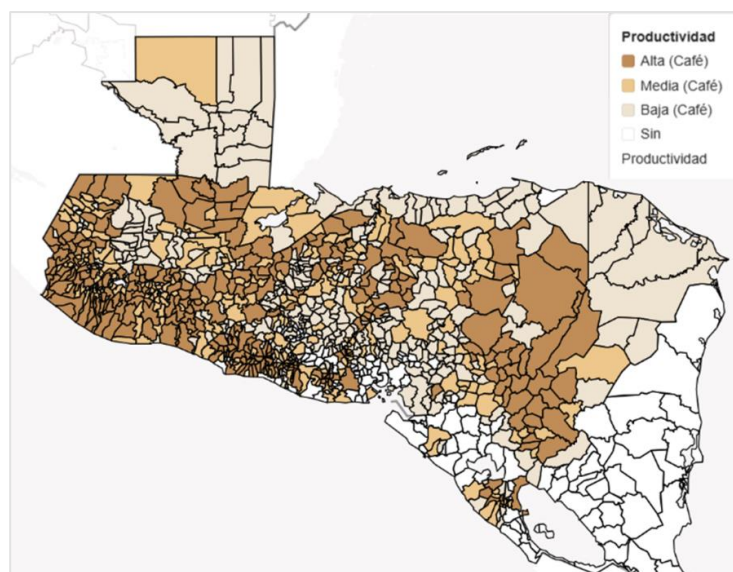 Productividad
Alta (Café)
Media (Café)
Baja (Café)
Sin
Productividad